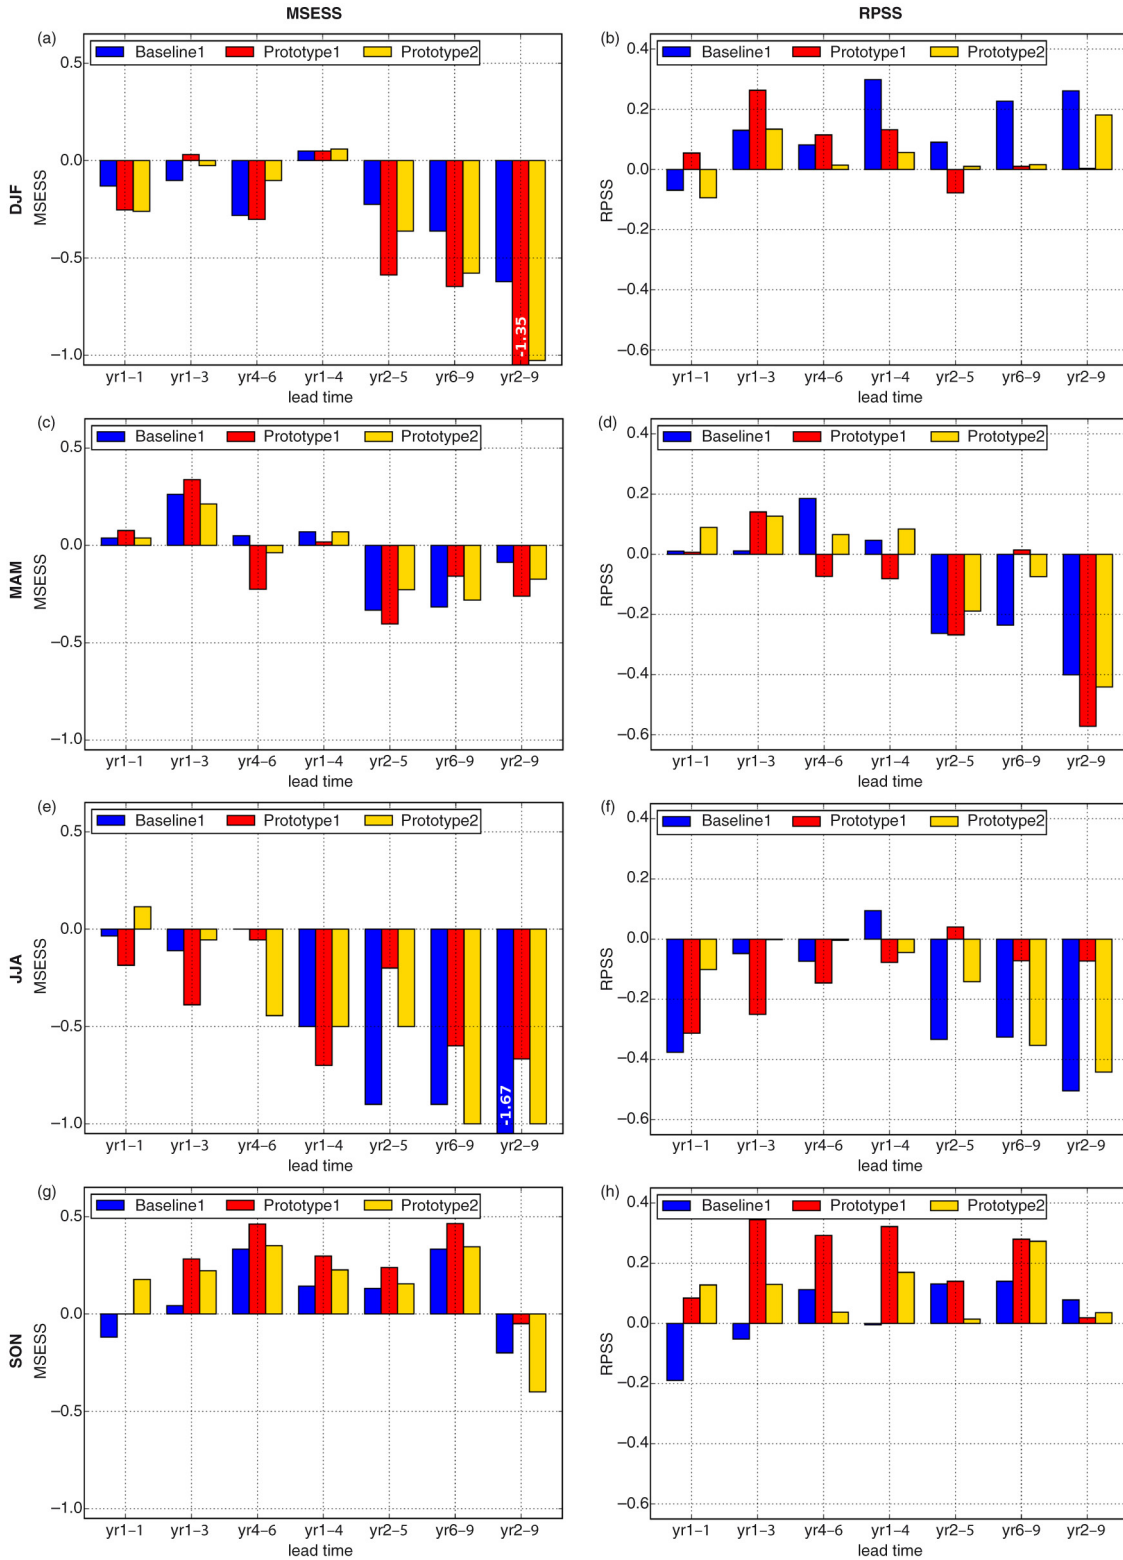 MSESS RPSS
(a) Baseline1 Prototype1 Prototype2
0.5
0.0
−0.5
−1.0
DJF
MSESS
-1.35
yr1−1 yr1−3 yr4−6 yr1−4 yr2−5 yr6−9 yr2−9
lead time
(b) Baseline1 Prototype1 Prototype2
0.4
0.2
0.0
−0.2
−0.4
−0.6
RPSS
yr1−1 yr1−3 yr4−6 yr1−4 yr2−5 yr6−9 yr2−9
lead time
(c) Baseline1 Prototype1 Prototype2
0.5
0.0
−0.5
−1.0
MAM
MSESS
yr1−1 yr1−3 yr4−6 yr1−4 yr2−5 yr6−9 yr2−9
lead time
(d) Baseline1 Prototype1 Prototype2
0.4
0.2
0.0
−0.2
−0.4
−0.6
RPSS
yr1−1 yr1−3 yr4−6 yr1−4 yr2−5 yr6−9 yr2−9
lead time
(e) Baseline1 Prototype1 Prototype2
0.5
0.0
−0.5
−1.0
JJA
MSESS
-1.67
yr1−1 yr1−3 yr4−6 yr1−4 yr2−5 yr6−9 yr2−9
lead time
(f) Baseline1 Prototype1 Prototype2
0.4
0.2
0.0
−0.2
−0.4
−0.6
RPSS
yr1−1 yr1−3 yr4−6 yr1−4 yr2−5 yr6−9 yr2−9
lead time
(g) Baseline1 Prototype1 Prototype2
0.5
0.0
−0.5
−1.0
SON
MSESS
yr1−1 yr1−3 yr4−6 yr1−4 yr2−5 yr6−9 yr2−9
lead time
(h) Baseline1 Prototype1 Prototype2
0.4
0.2
0.0
−0.2
−0.4
−0.6
RPSS
yr1−1 yr1−3 yr4−6 yr1−4 yr2−5 yr6−9 yr2−9
lead time